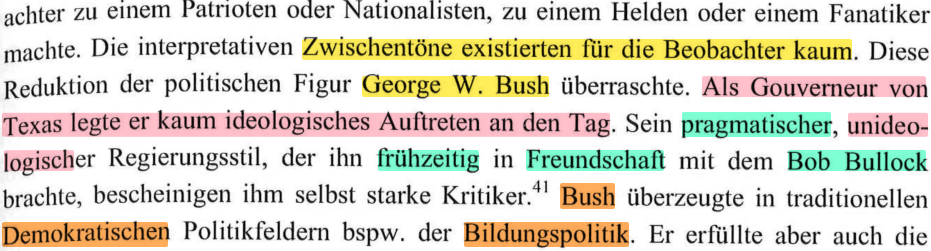 achter zu einem Patrioten oder Nationalisten, zu einem Helden oder einem Fanatiker
machte. Die interpretativen Zwischentöne existierten für die Beobachter kaum. Diese
Reduktion der politischen Figur George W. Bush überraschte. Als Gouverneur von
Texas legte er kaum ideologisches Auftreten an den Tag. Sein pragmatischer, unideo-
logischer Regierungsstil, der ihn frühzeitig in Freundschaft mit dem Bob Bullock
brachte, bescheinigen ihm selbst starke Kritiker.⁴¹ Bush überzeugte in traditionellen
Demokratischen Politikfeldern bspw. der Bildungspolitik. Er erfüllte aber auch die